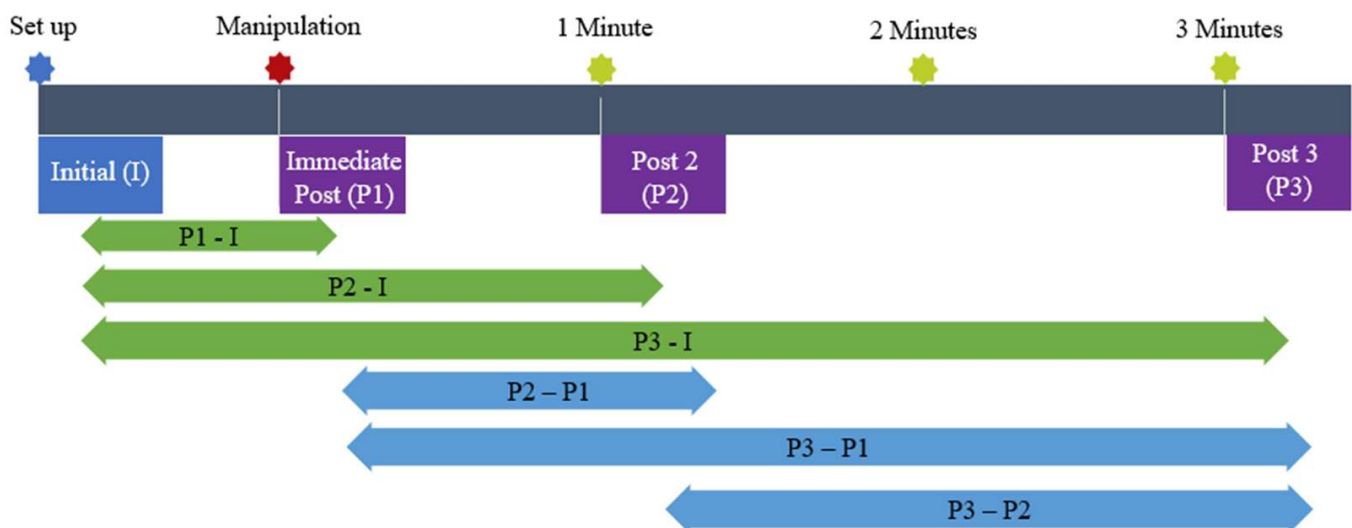 Set up
Manipulation
1 Minute
2 Minutes
3 Minutes
Initial (I)
Immediate
Post (P1)
Post 2
(P2)
Post 3
(P3)
P1 - I
P2 - I
P3 - I
P2 – P1
P3 – P1
P3 – P2